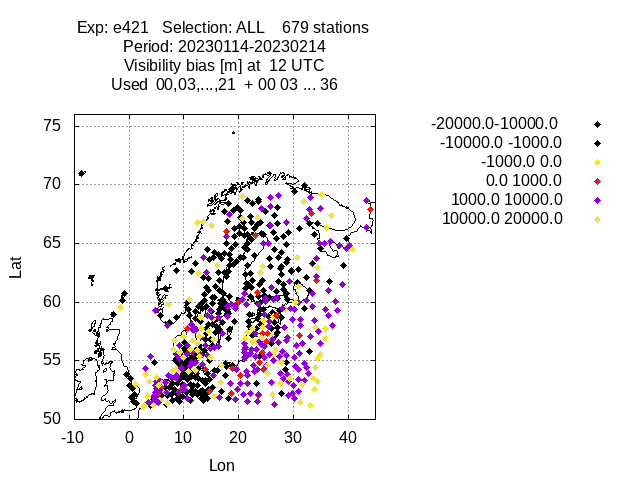 Exp: e421   Selection: ALL    679 stations
Period: 20230114-20230214
Visibility bias [m] at  12 UTC
Used  00,03,...,21  + 00 03 ... 36
-20000.0-10000.0
-10000.0 -1000.0
-1000.0 0.0
0.0 1000.0
1000.0 10000.0
10000.0 20000.0
75
70
65
60
55
50
Lat
-10 0 10 20 30 40
Lon